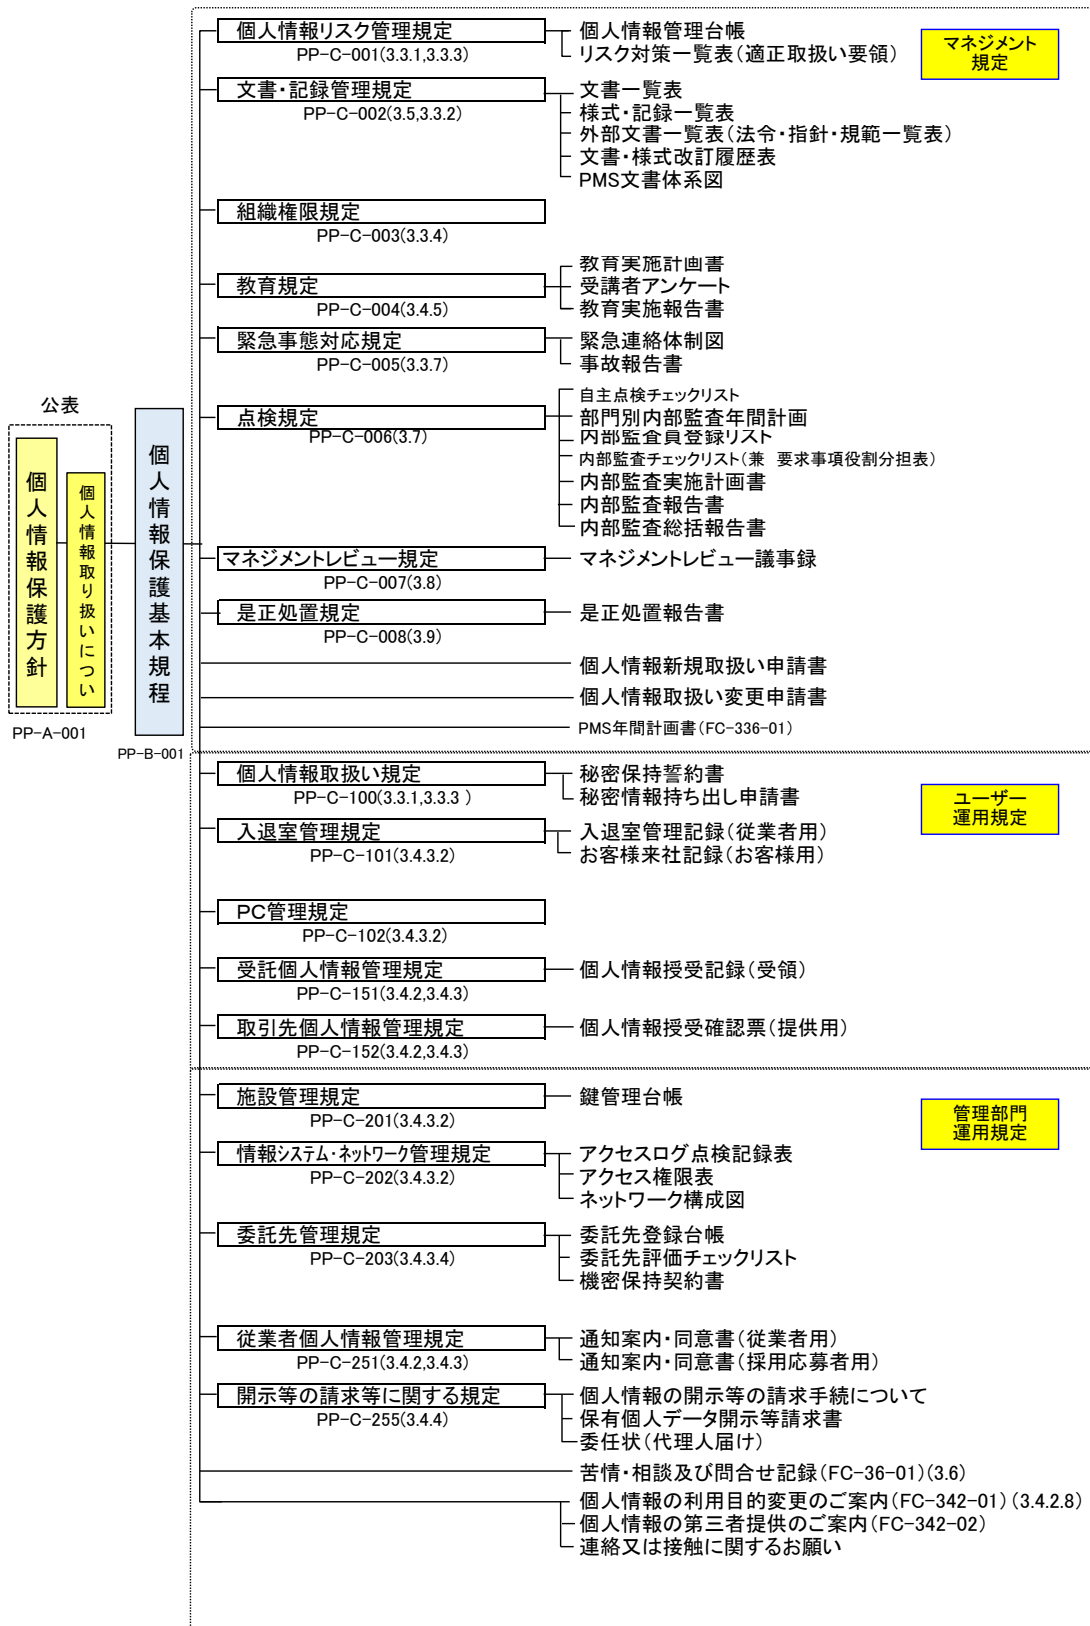 個人情報リスク管理規定
PP-C-001(3.3.1,3.3.3)
個人情報管理台帳
リスク対策一覧表(適正取扱い要領)
マネジメント
規定
文書・記録管理規定
PP-C-002(3.5,3.3.2)
文書一覧表
様式・記録一覧表
外部文書一覧表(法令・指針・規範一覧表)
文書・様式改訂履歴表
PMS文書体系図
組織権限規定
PP-C-003(3.3.4)
教育規定
PP-C-004(3.4.5)
教育実施計画書
受講者アンケート
教育実施報告書
緊急事態対応規定
PP-C-005(3.3.7)
緊急連絡体制図
事故報告書
公表
個人情報保護方針
個人情報取り扱いについ
PP-A-001
個人情報保護基本規程
PP-B-001
点検規定
PP-C-006(3.7)
自主点検チェックリスト
部門別内部監査年間計画
内部監査員登録リスト
内部監査チェックリスト(兼 要求事項役割分担表)
内部監査実施計画書
内部監査報告書
内部監査総括報告書
マネジメントレビュー規定
PP-C-007(3.8)
マネジメントレビュー議事録
是正処置規定
PP-C-008(3.9)
是正処置報告書
個人情報新規取扱い申請書
個人情報取扱い変更申請書
PMS年間計画書(FC-336-01)
個人情報取扱い規定
PP-C-100(3.3.1,3.3.3 )
秘密保持誓約書
秘密情報持ち出し申請書
ユーザー
運用規定
入退室管理規定
PP-C-101(3.4.3.2)
入退室管理記録(従業者用)
お客様来社記録(お客様用)
PC管理規定
PP-C-102(3.4.3.2)
受託個人情報管理規定
PP-C-151(3.4.2,3.4.3)
個人情報授受記録(受領)
取引先個人情報管理規定
PP-C-152(3.4.2,3.4.3)
個人情報授受確認票(提供用)
施設管理規定
PP-C-201(3.4.3.2)
鍵管理台帳
管理部門
運用規定
情報システム・ネットワーク管理規定
PP-C-202(3.4.3.2)
アクセスログ点検記録表
アクセス権限表
ネットワーク構成図
委託先管理規定
PP-C-203(3.4.3.4)
委託先登録台帳
委託先評価チェックリスト
機密保持契約書
従業者個人情報管理規定
PP-C-251(3.4.2,3.4.3)
通知案内・同意書(従業者用)
通知案内・同意書(採用応募者用)
開示等の請求等に関する規定
PP-C-255(3.4.4)
個人情報の開示等の請求手続について
保有個人データ開示等請求書
委任状(代理人届け)
苦情・相談及び問合せ記録(FC-36-01)(3.6)
個人情報の利用目的変更のご案内(FC-342-01) (3.4.2.8)
個人情報の第三者提供のご案内(FC-342-02)
連絡又は接触に関するお願い